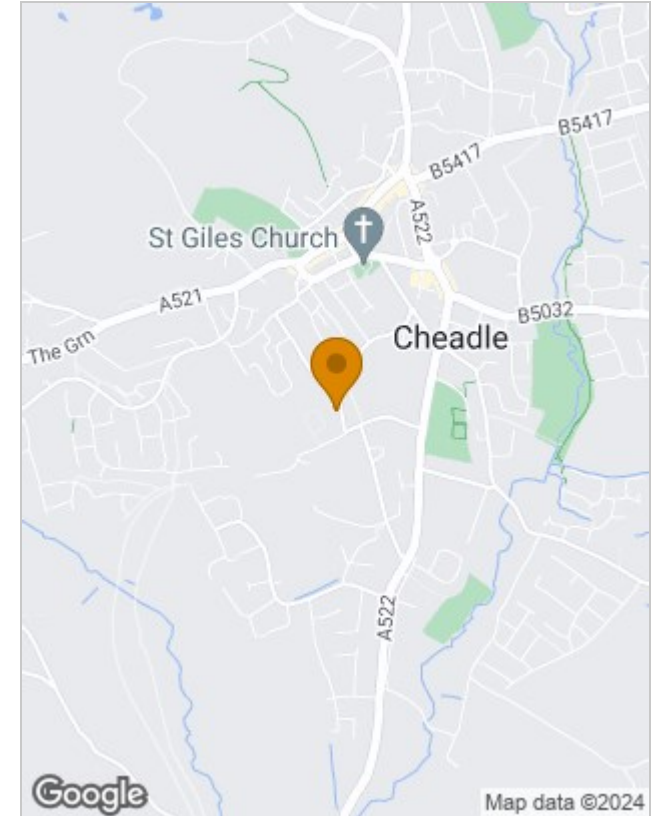 B5417
B5417
A522
St Giles Church
A521
B5032
The Grn
Cheadle
A522
Google
Map data ©2024